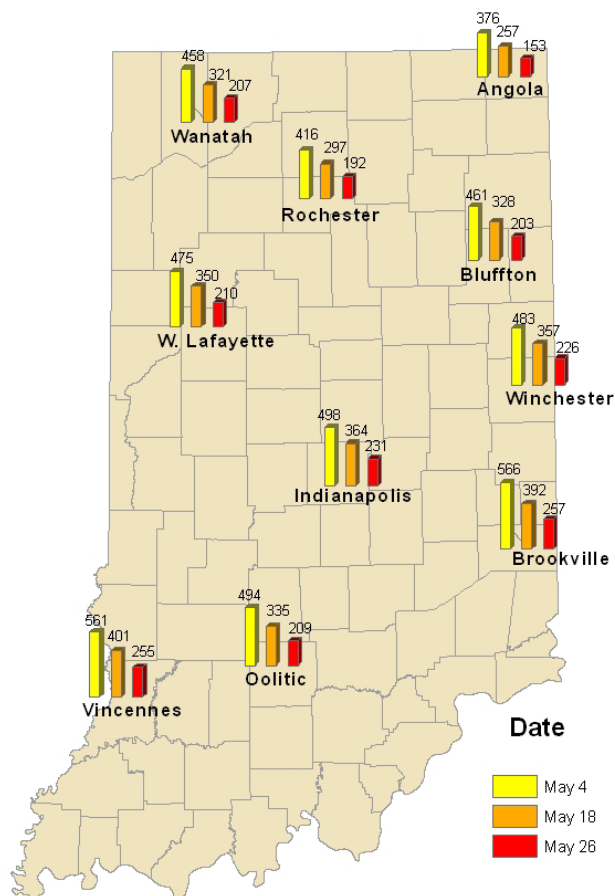 376
257
153
Angola
458
321
207
Wanatah
416
297
192
Rochester
461
328
203
Bluffton
475
350
210
W. Lafayette
483
357
226
Winchester
498
364
231
Indianapolis
566
392
257
Brookville
494
335
209
Oolitic
561
401
255
Vincennes
Date
May 4
May 18
May 26